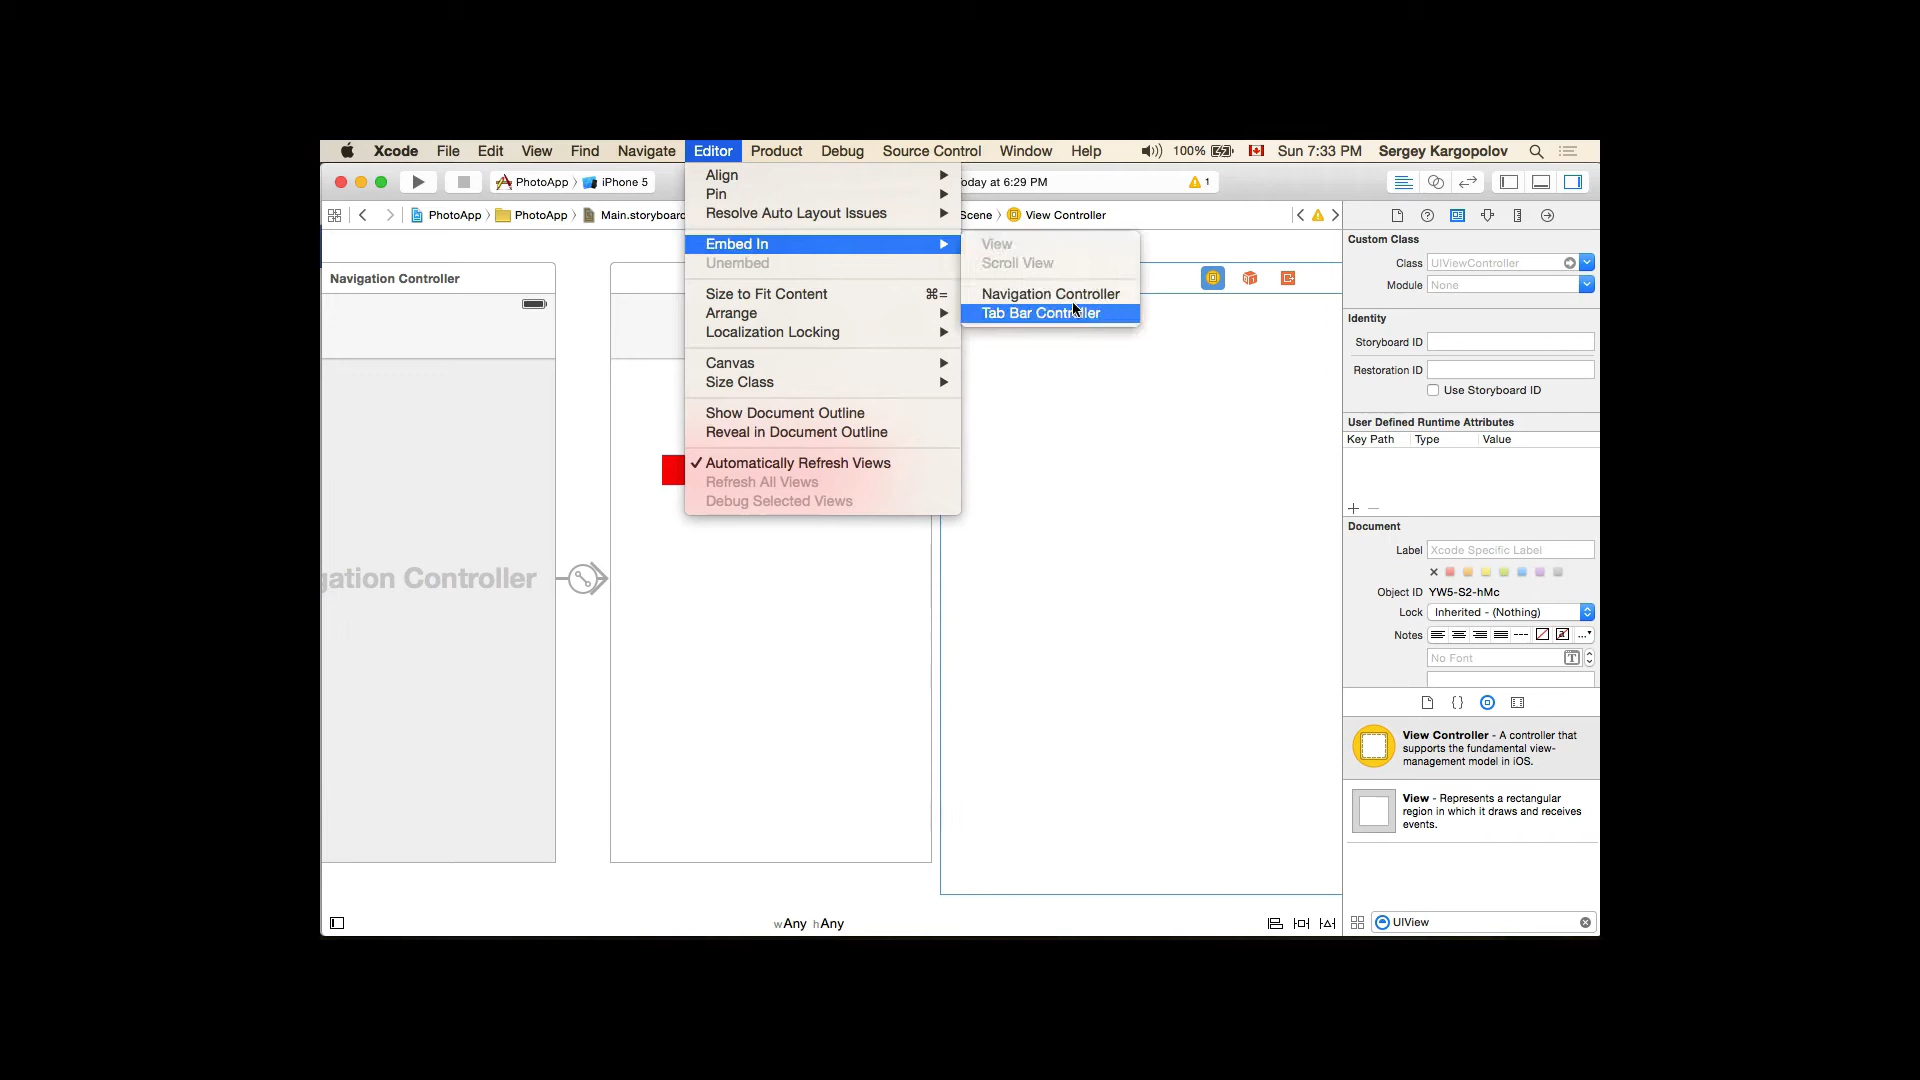 Xcode File Edit View Find Navigate Editor Product Debug Source Control Window Help 100% Sun 7:33 PM Sergey Kargopolov
PhotoApp iPhone 5
oday at 6:29 PM
1
PhotoApp PhotoApp Main.storyboard
Scene View Controller
Align
Pin
Resolve Auto Layout Issues
Embed In
Unembed
Size to Fit Content ⌘=
Arrange
Localization Locking
Canvas
Size Class
Show Document Outline
Reveal in Document Outline
✓ Automatically Refresh Views
Refresh All Views
Debug Selected Views
View
Scroll View
Navigation Controller
Tab Bar Controller
Navigation Controller
gation Controller
wAny hAny
Custom Class
Class UIViewController
Module None
Identity
Storyboard ID
Restoration ID
Use Storyboard ID
User Defined Runtime Attributes
Key Path Type Value
Document
Label Xcode Specific Label
Object ID YW5-S2-hMc
Lock Inherited - (Nothing)
Notes
No Font
View Controller - A controller that
supports the fundamental view-
management model in iOS.
View - Represents a rectangular
region in which it draws and receives
events.
UIView